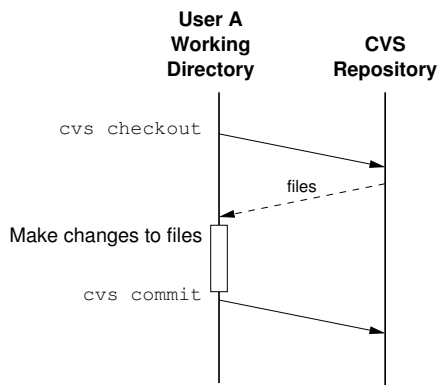 User A
Working
Directory
CVS
Repository
cvs checkout
files
Make changes to files
cvs commit